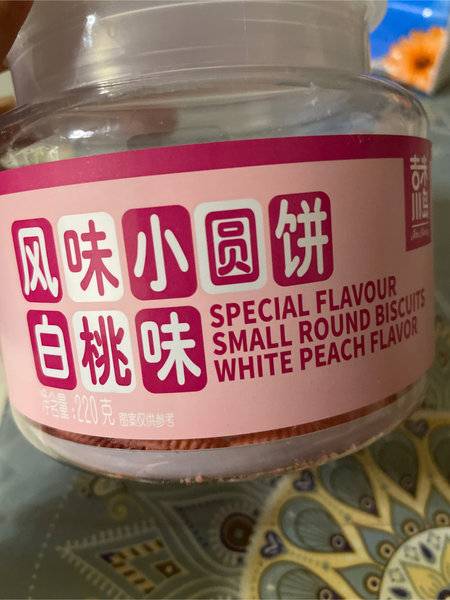 风味小圆饼
白桃味
SPECIAL FLAVOUR
SMALL ROUND BISCUITS
WHITE PEACH FLAVOR
净含量:220克 图案仅供参考